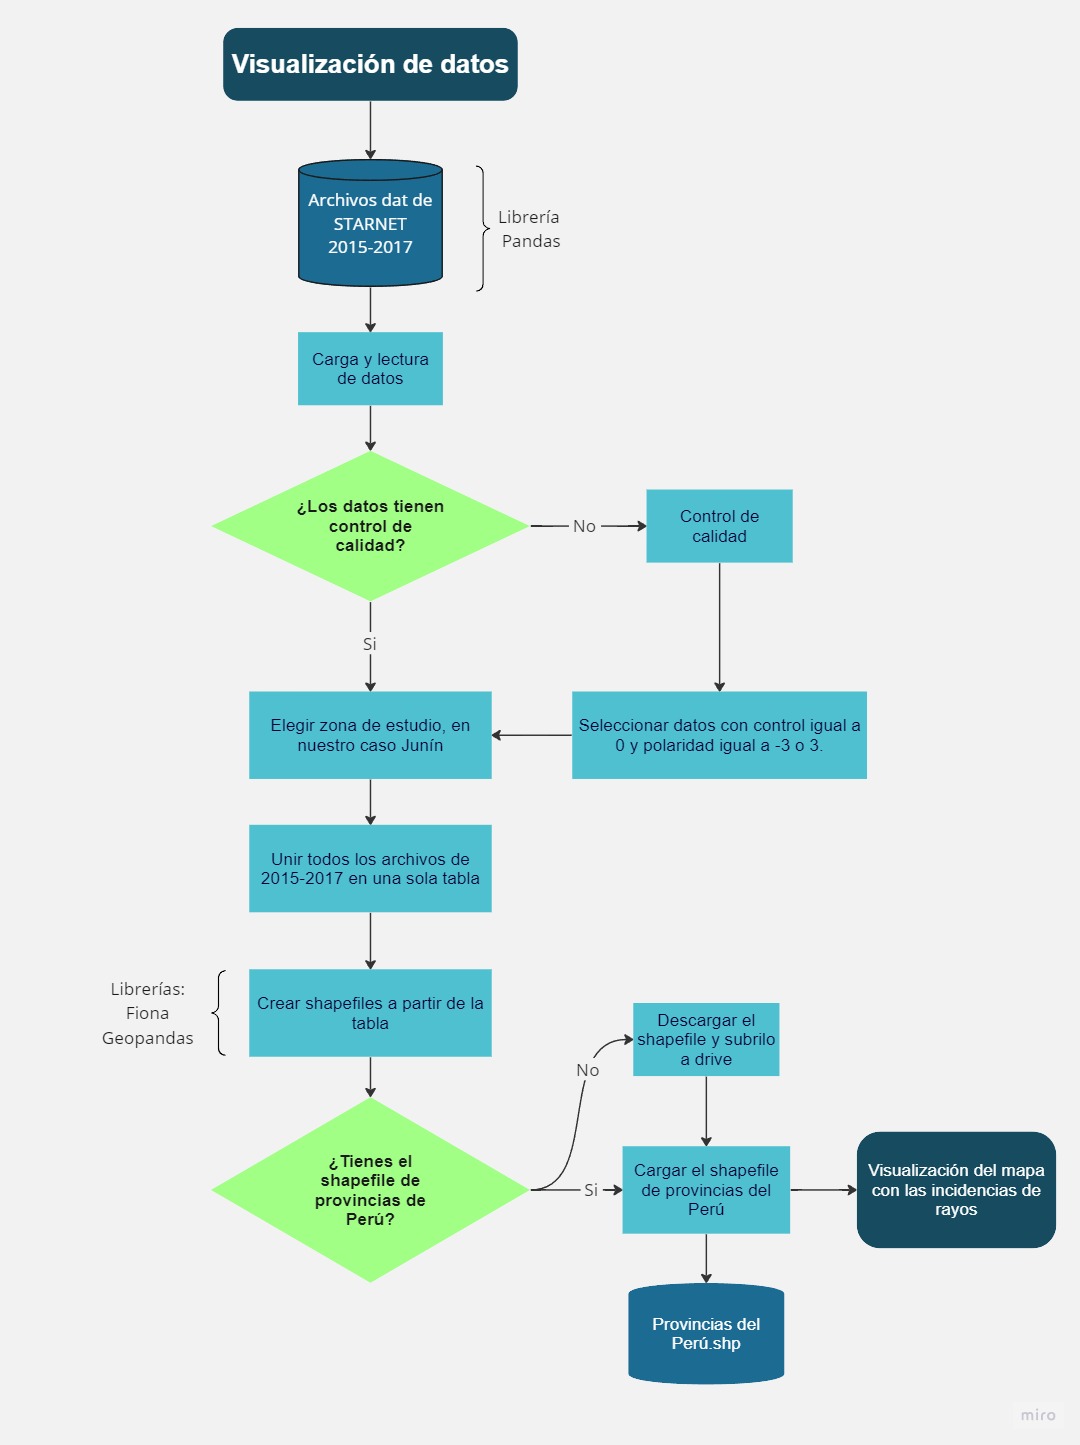 Visualización de datos
Archivos dat de
STARNET
2015-2017
Librería
Pandas
Carga y lectura
de datos
¿Los datos tienen
control de
calidad?
No
Control de
calidad
Si
Elegir zona de estudio, en
nuestro caso Junín
Seleccionar datos con control igual a
0 y polaridad igual a -3 o 3.
Unir todos los archivos de
2015-2017 en una sola tabla
Librerías:
Fiona
Geopandas
Crear shapefiles a partir de la
tabla
Descargar el
shapefile y subrilo
a drive
No
¿Tienes el
shapefile de
provincias de
Perú?
Si
Cargar el shapefile
de provincias del
Perú
Visualización del mapa
con las incidencias de
rayos
Provincias del
Perú.shp
miro